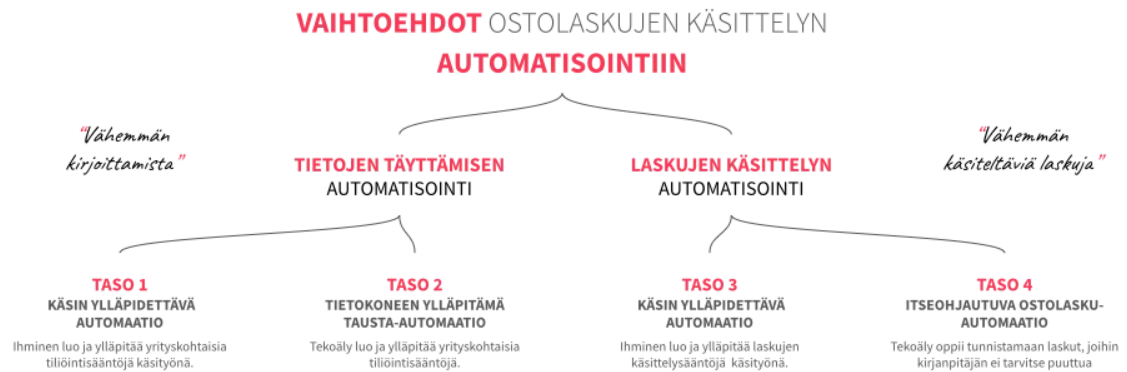 VAIHTOEHDOT OSTOLASKUJEN KÄSITTELYN
AUTOMATISOINTIIN
"Vähemmän
kirjoittamista"
TIETOJEN TÄYTTÄMISEN
AUTOMATISOINTI
LASKUJEN KÄSITTELYN
AUTOMATISOINTI
"Vähemmän
käsiteltäviä laskuja"
TASO 1
KÄSIN YLLÄPIDETTÄVÄ
AUTOMAATIO
Ihminen luo ja ylläpitää yrityskohtaisia
tiliöintisääntöjä käsityönä.
TASO 2
TIETOKONEEN YLLÄPITÄMÄ
TAUSTA-AUTOMAATIO
Tekoäly luo ja ylläpitää yrityskohtaisia
tiliöintisääntöjä.
TASO 3
KÄSIN YLLÄPIDETTÄVÄ
AUTOMAATIO
Ihminen luo ja ylläpitää laskujen
käsittelysääntöjä käsityönä.
TASO 4
ITSEOHJAUTUVA OSTOLASKU-
AUTOMAATIO
Tekoäly oppii tunnistamaan laskut, joihin
kirjanpitäjän ei tarvitse puuttua